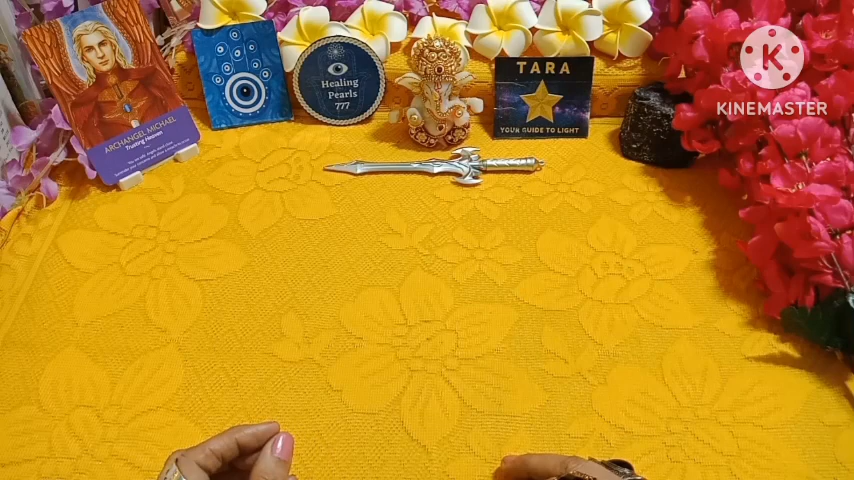 ARCHANGEL MICHAEL
Trusting Heaven
Healing
Pearls
777
TARA
YOUR GUIDE TO LIGHT
K
KINEMASTER